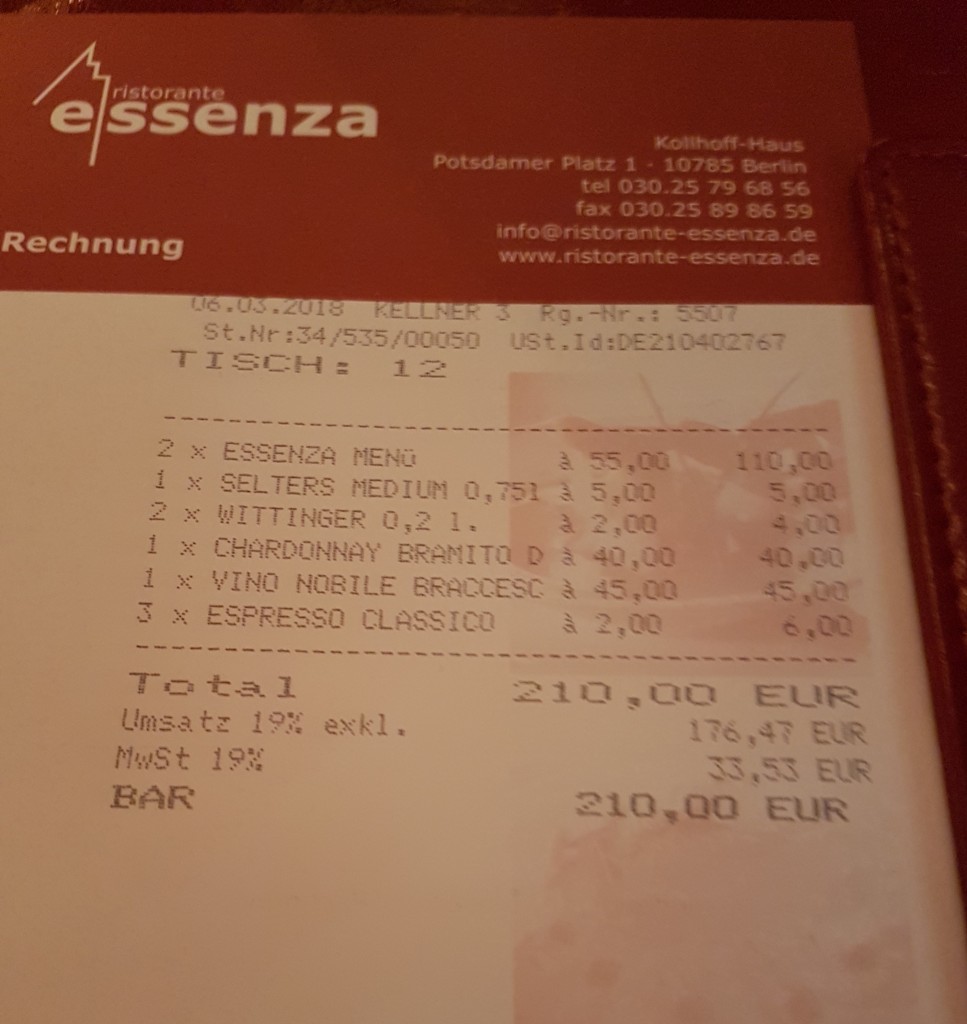 ristorante
essenza
Kollhoff-Haus
Potsdamer Platz 1 · 10785 Berlin
tel 030.25 79 68 56
fax 030.25 89 86 59
info@ristorante-essenza.de
www.ristorante-essenza.de
Rechnung
06.03.2018 KELLNER 3 Rg.-Nr.: 5507
St.Nr:34/535/00050 USt.Id:DE210402767
TISCH: 12
2 x ESSENZA MENÜ à 55,00 110,00
1 x SELTERS MEDIUM 0,75l à 5,00 5,00
2 x WITTINGER 0,2 l. à 2,00 4,00
1 x CHARDONNAY BRAMITO D à 40,00 40,00
1 x VINO NOBILE BRACCESC à 45,00 45,00
3 x ESPRESSO CLASSICO à 2,00 6,00
Total 210,00 EUR
Umsatz 19% exkl. 176,47 EUR
MwSt 19% 33,53 EUR
BAR 210,00 EUR